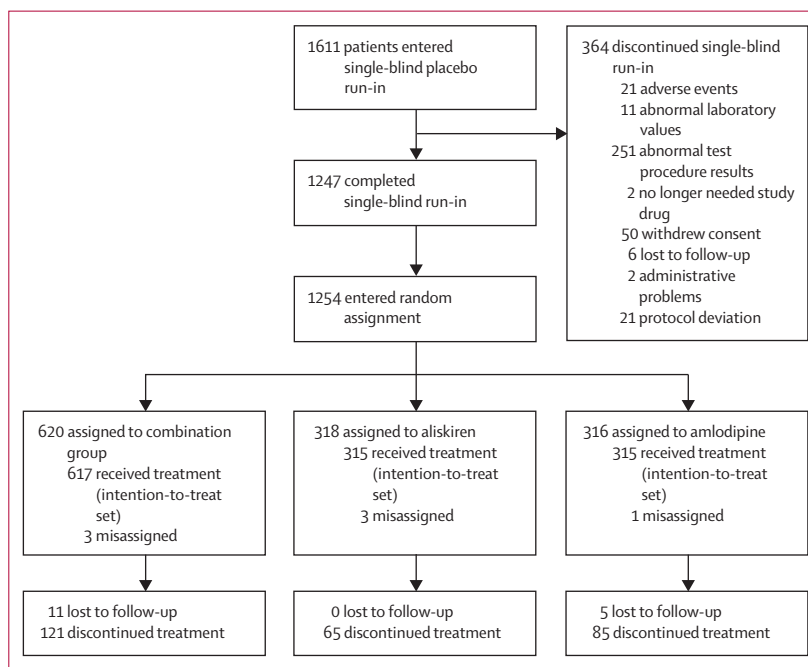 1611 patients entered
single-blind placebo
run-in
364 discontinued single-blind
run-in
21 adverse events
11 abnormal laboratory
values
251 abnormal test
procedure results
2 no longer needed study
drug
50 withdrew consent
6 lost to follow-up
2 administrative
problems
21 protocol deviation
1247 completed
single-blind run-in
1254 entered random
assignment
620 assigned to combination
group
617 received treatment
(intention-to-treat
set)
3 misassigned
318 assigned to aliskiren
315 received treatment
(intention-to-treat
set)
3 misassigned
316 assigned to amlodipine
315 received treatment
(intention-to-treat
set)
1 misassigned
11 lost to follow-up
121 discontinued treatment
0 lost to follow-up
65 discontinued treatment
5 lost to follow-up
85 discontinued treatment